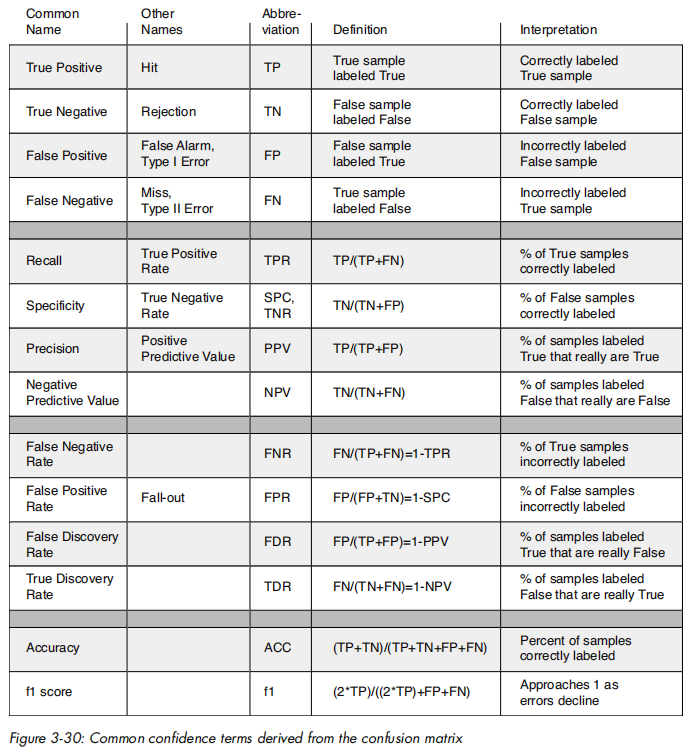 Common Name Other Names Abbre-viation Definition Interpretation
True Positive Hit TP True sample labeled True Correctly labeled True sample
True Negative Rejection TN False sample labeled False Correctly labeled False sample
False Positive False Alarm, Type I Error FP False sample labeled True Incorrectly labeled False sample
False Negative Miss, Type II Error FN True sample labeled False Incorrectly labeled True sample
Recall True Positive Rate TPR TP/(TP+FN) % of True samples correctly labeled
Specificity True Negative Rate SPC, TNR TN/(TN+FP) % of False samples correctly labeled
Precision Positive Predictive Value PPV TP/(TP+FP) % of samples labeled True that really are True
Negative Predictive Value NPV TN/(TN+FN) % of samples labeled False that really are False
False Negative Rate FNR FN/(TP+FN)=1-TPR % of True samples incorrectly labeled
False Positive Rate Fall-out FPR FP/(FP+TN)=1-SPC % of False samples incorrectly labeled
False Discovery Rate FDR FP/(TP+FP)=1-PPV % of samples labeled True that are really False
True Discovery Rate TDR FN/(TN+FN)=1-NPV % of samples labeled False that are really True
Accuracy ACC (TP+TN)/(TP+TN+FP+FN) Percent of samples correctly labeled
f1 score f1 (2*TP)/((2*TP)+FP+FN) Approaches 1 as errors decline
Figure 3-30: Common confidence terms derived from the confusion matrix